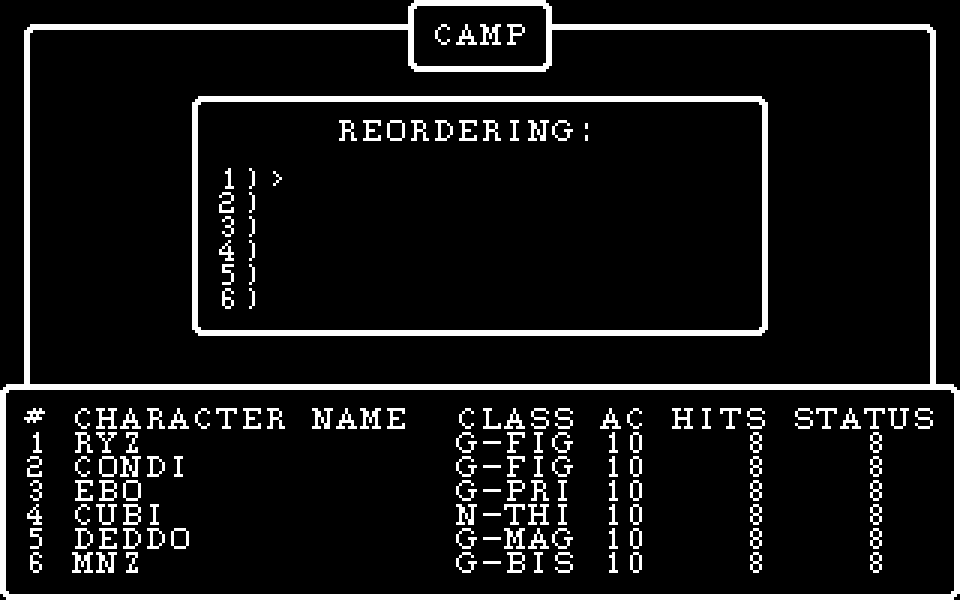 CAMP
REORDERING:
1)>
2)
3)
4)
5)
6)
# CHARACTER NAME CLASS AC HITS STATUS
1 RYZ G-FIG 10 8 8
2 CONDI G-FIG 10 8 8
3 EBO G-PRI 10 8 8
4 CUBI N-THI 10 8 8
5 DEDDO G-MAG 10 8 8
6 MNZ G-BIS 10 8 8